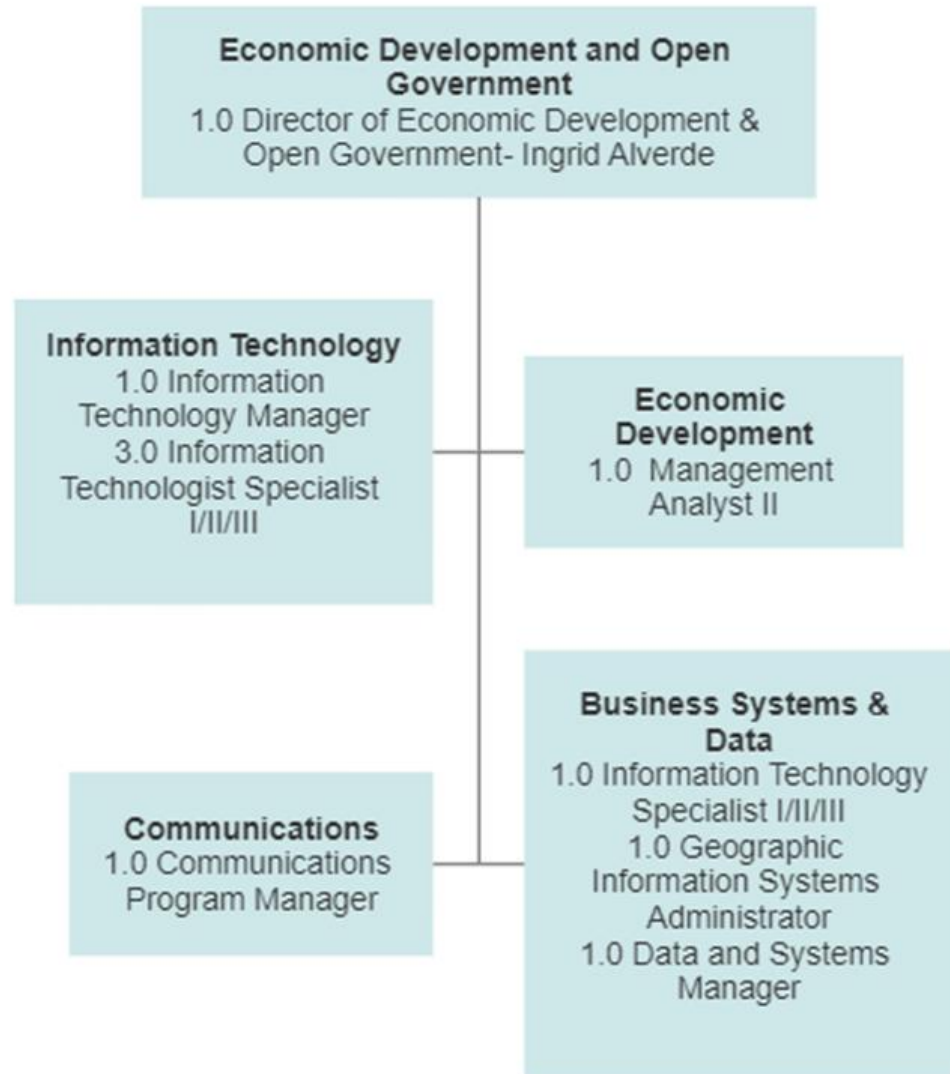 Economic Development and Open
Government
1.0 Director of Economic Development &
Open Government- Ingrid Alverde
Information Technology
1.0 Information
Technology Manager
3.0 Information
Technologist Specialist
I/II/III
Economic
Development
1.0 Management
Analyst II
Communications
1.0 Communications
Program Manager
Business Systems &
Data
1.0 Information Technology
Specialist I/II/III
1.0 Geographic
Information Systems
Administrator
1.0 Data and Systems
Manager